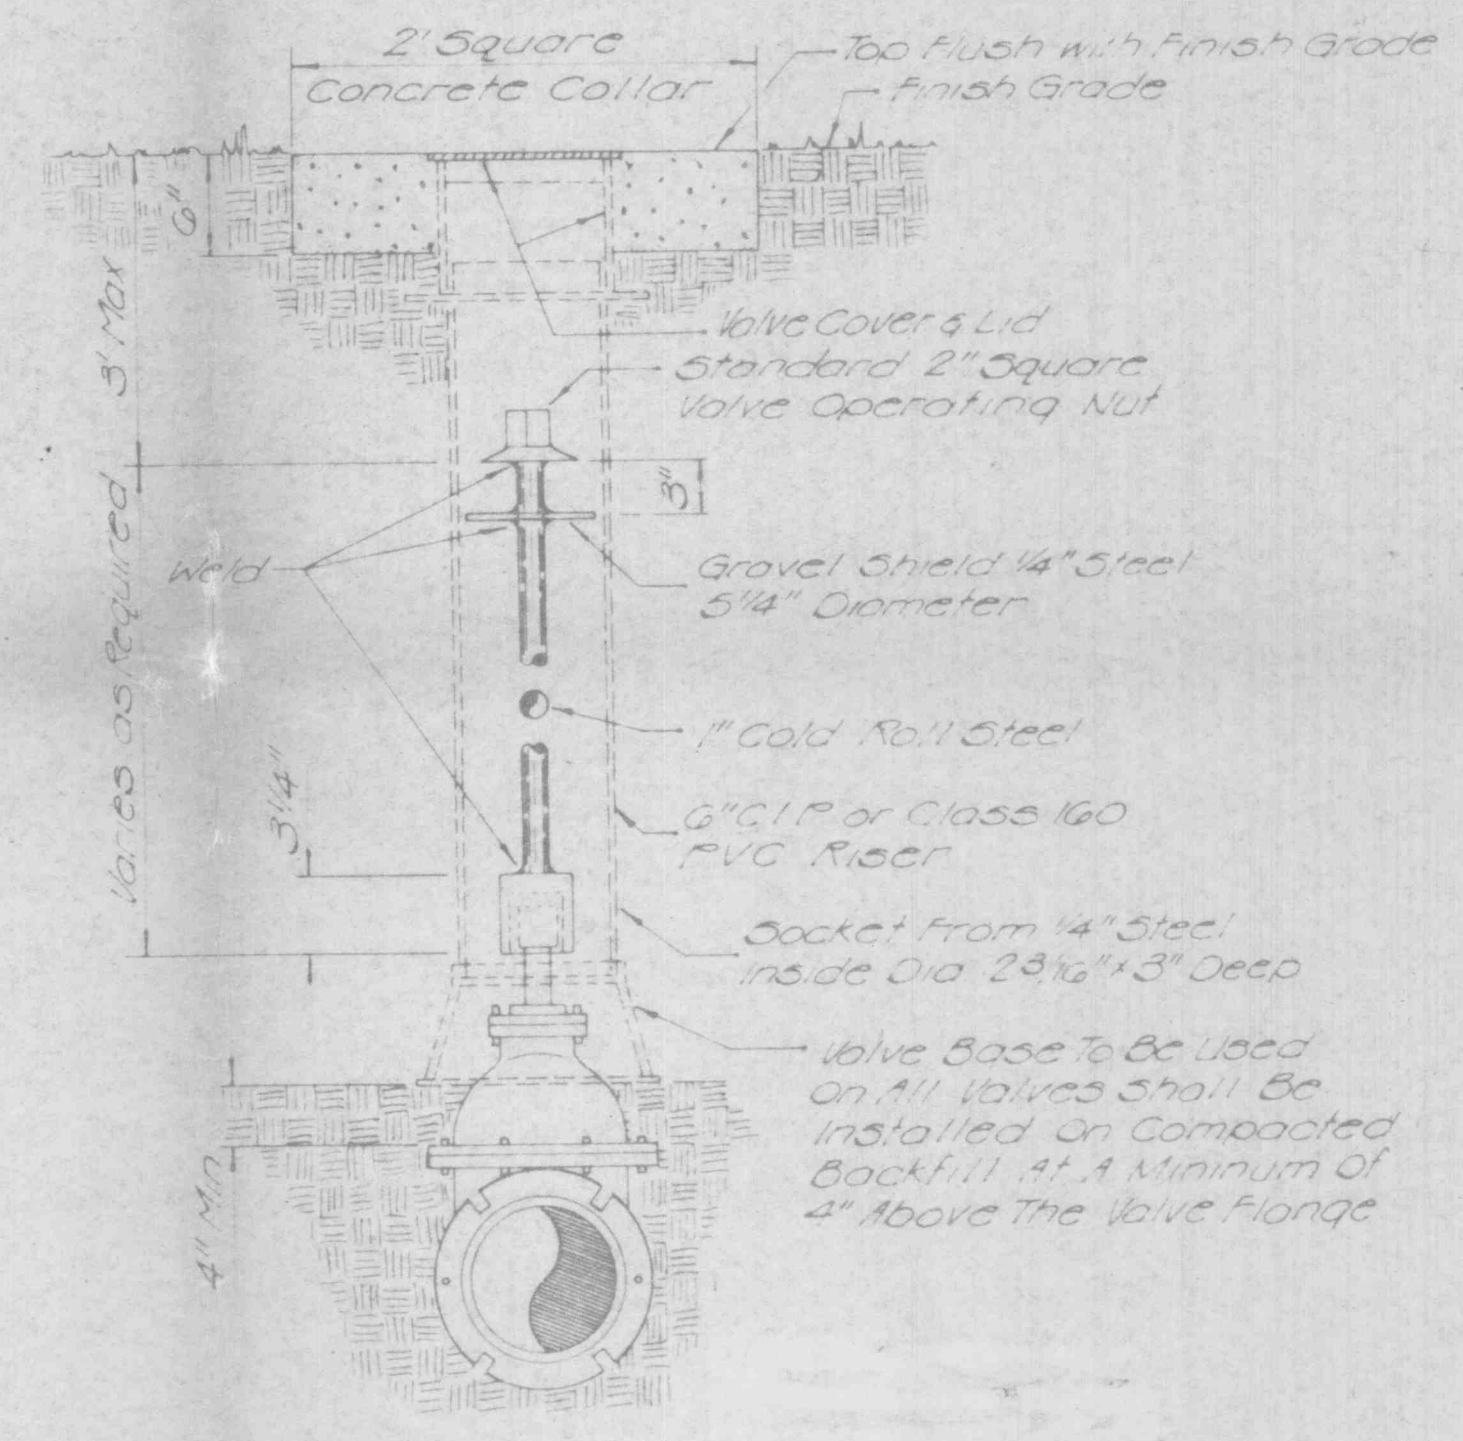 2' Square
Concrete Collar
Top Flush with Finish Grade
Finish Grade
6"
3' Max
Valve Cover & Lid
Standard 2" Square
Valve Operating Nut
3"
Weld
Gravel Shield 1/4" Steel
5 1/4" Diameter
Varies as Required
1" Cold Roll Steel
3 1/4"
6" C I P or Class 160
PVC Riser
Socket From 1/4" Steel
Inside Dia 2 3/16" x 3" Deep
Valve Base To Be Used
On All Valves Shall Be
Installed On Compacted
Backfill At A Mininum Of
4" Above The Valve Flange
4" Min